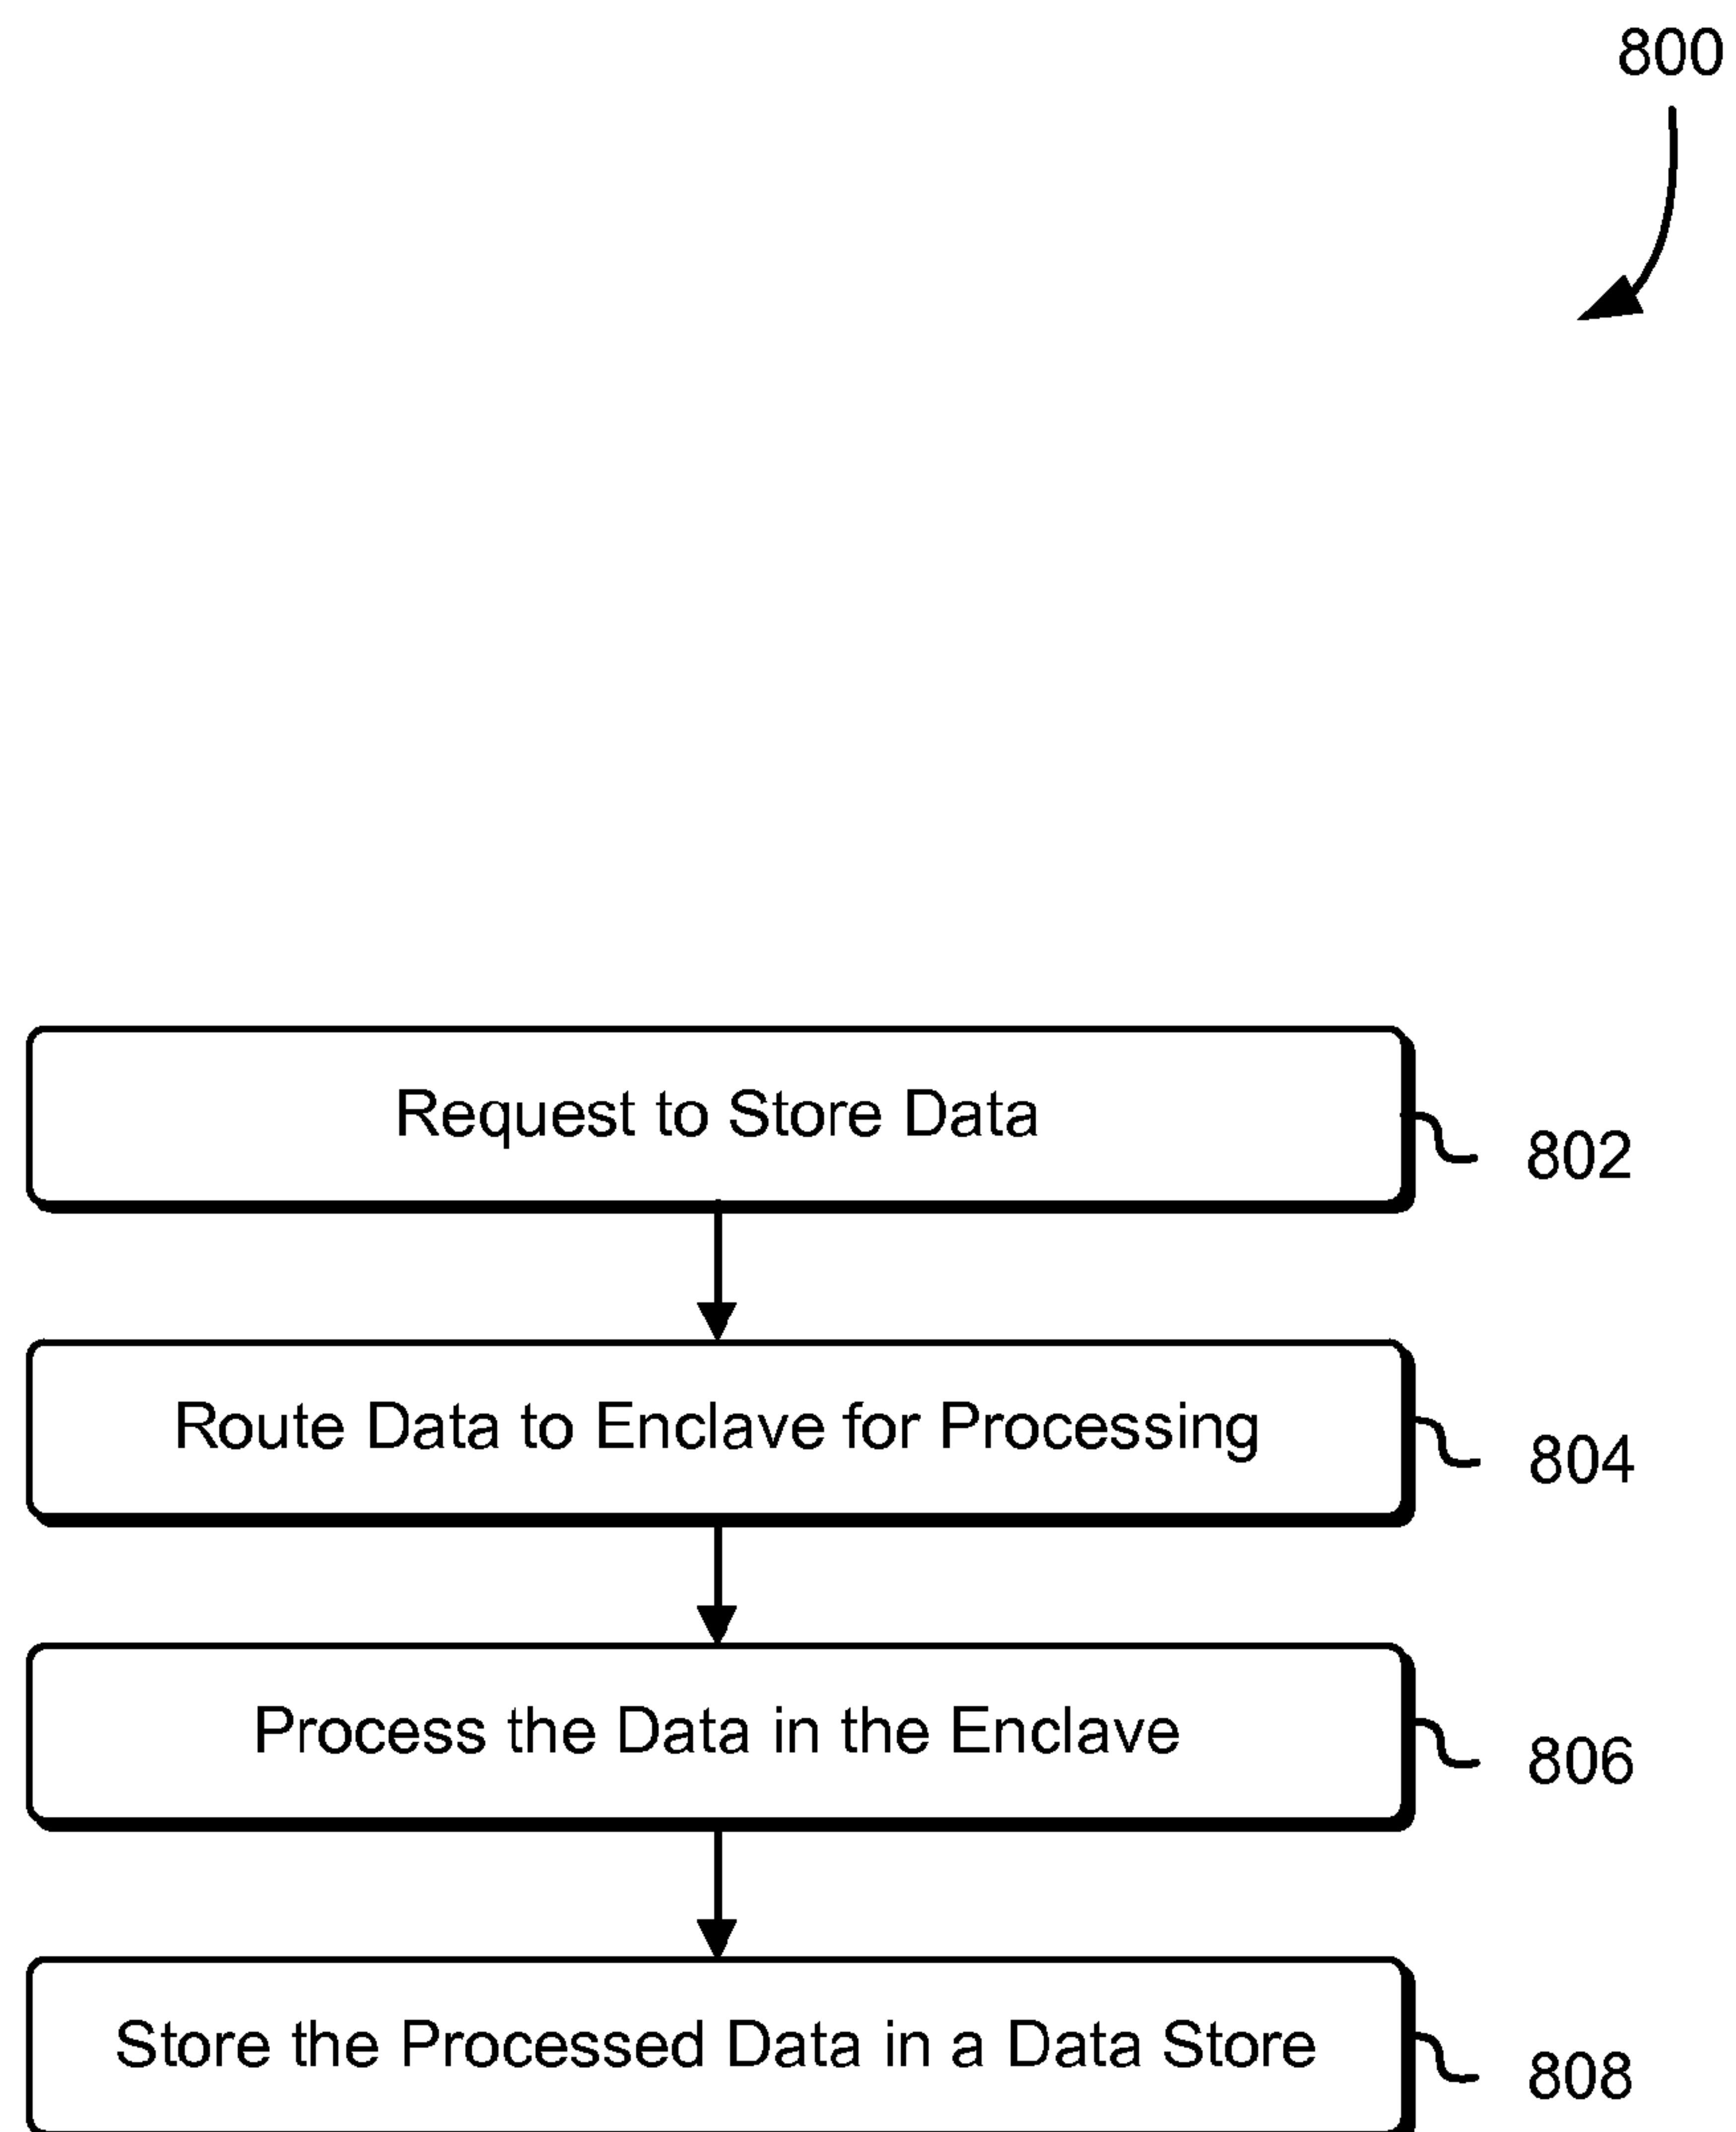 800
Request to Store Data
802
Route Data to Enclave for Processing
804
Process the Data in the Enclave
806
Store the Processed Data in a Data Store
808